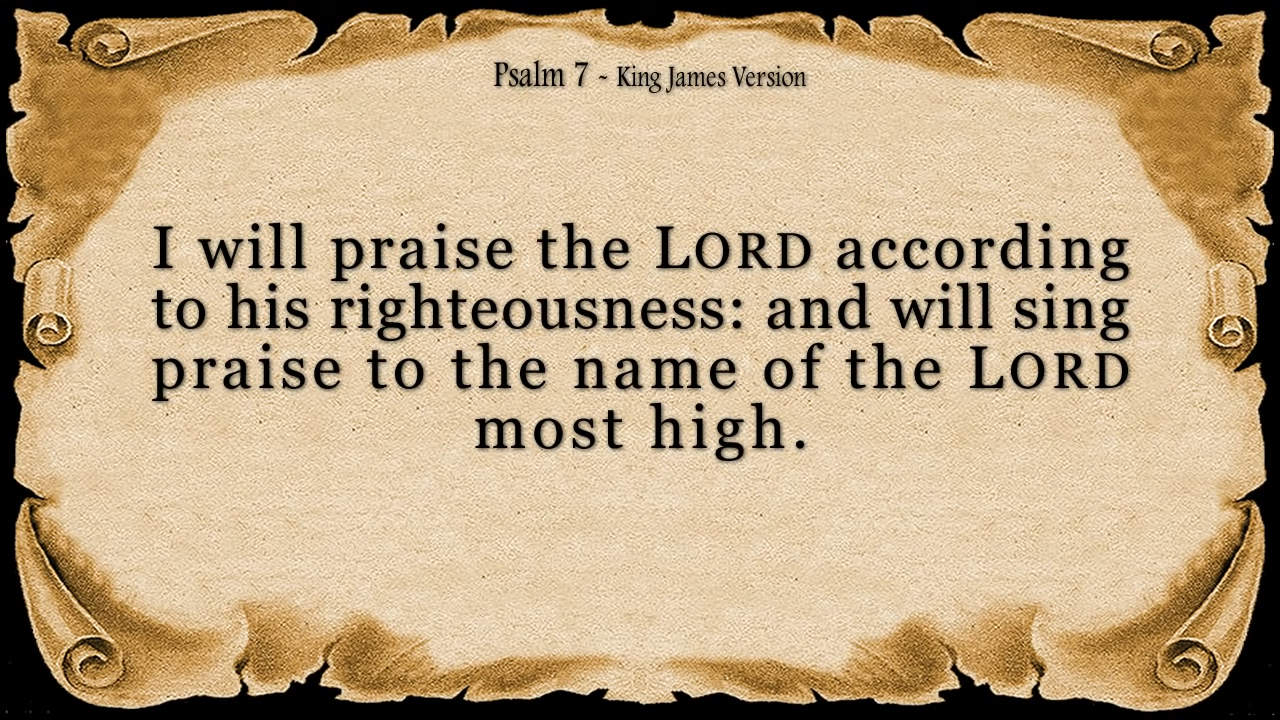 Psalm 7 - King James Version
I will praise the LORD according
to his righteousness: and will sing
praise to the name of the LORD
most high.